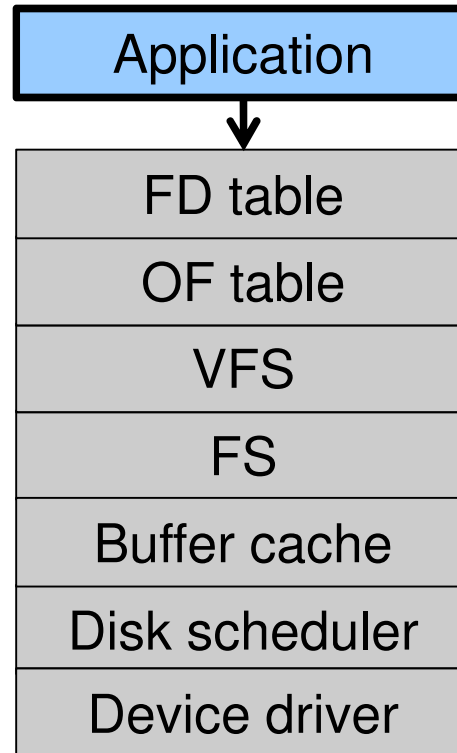 Application
FD table
OF table
VFS
FS
Buffer cache
Disk scheduler
Device driver